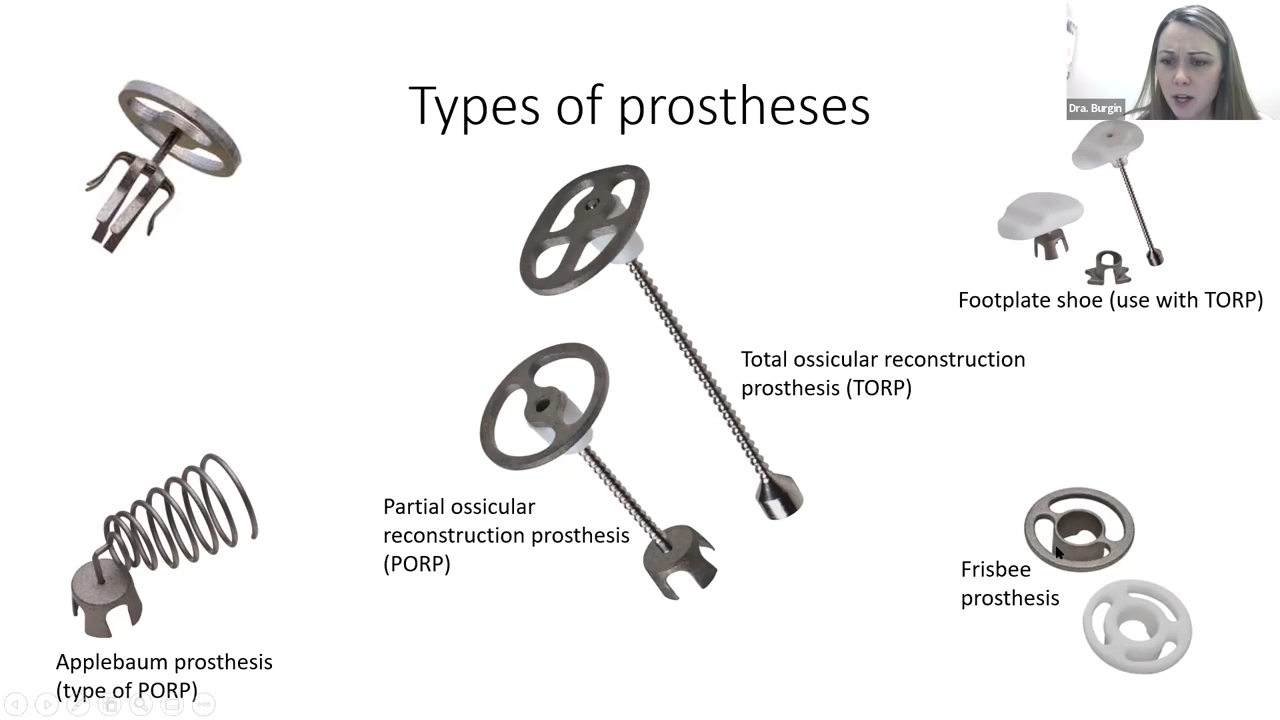 Types of prostheses
Dra. Burgin
Footplate shoe (use with TORP)
Total ossicular reconstruction
prosthesis (TORP)
Partial ossicular
reconstruction prosthesis
(PORP)
Frisbee
prosthesis
Applebaum prosthesis
(type of PORP)